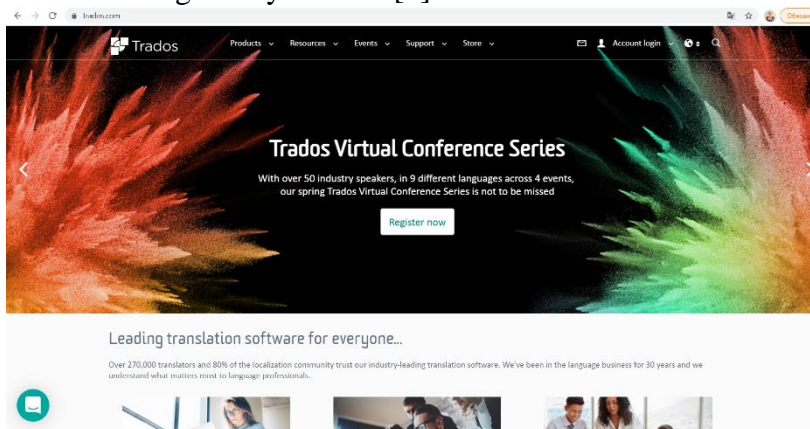 trados.com
Trados
Products
Resources
Events
Support
Store
Account login
Trados Virtual Conference Series
With over 50 industry speakers, in 9 different languages across 4 events,
our spring Trados Virtual Conference Series is not to be missed
Register now
Leading translation software for everyone...
Over 270,000 translators and 80% of the localization community trust our industry-leading translation software. We've been in the language business for 30 years and we
understand what matters most to language professionals.